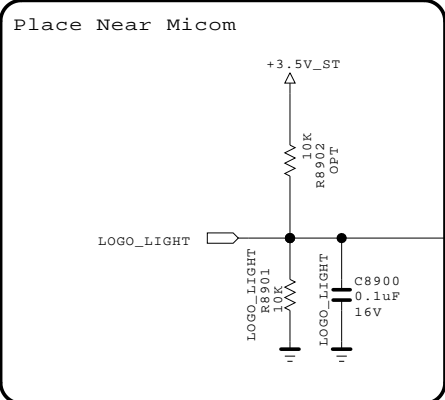 Place Near Micom
+3.5V_ST
10K
R8902
OPT
LOGO_LIGHT
LOGO_LIGHT
R8901
10K
LOGO_LIGHT
C8900
0.1uF
16V